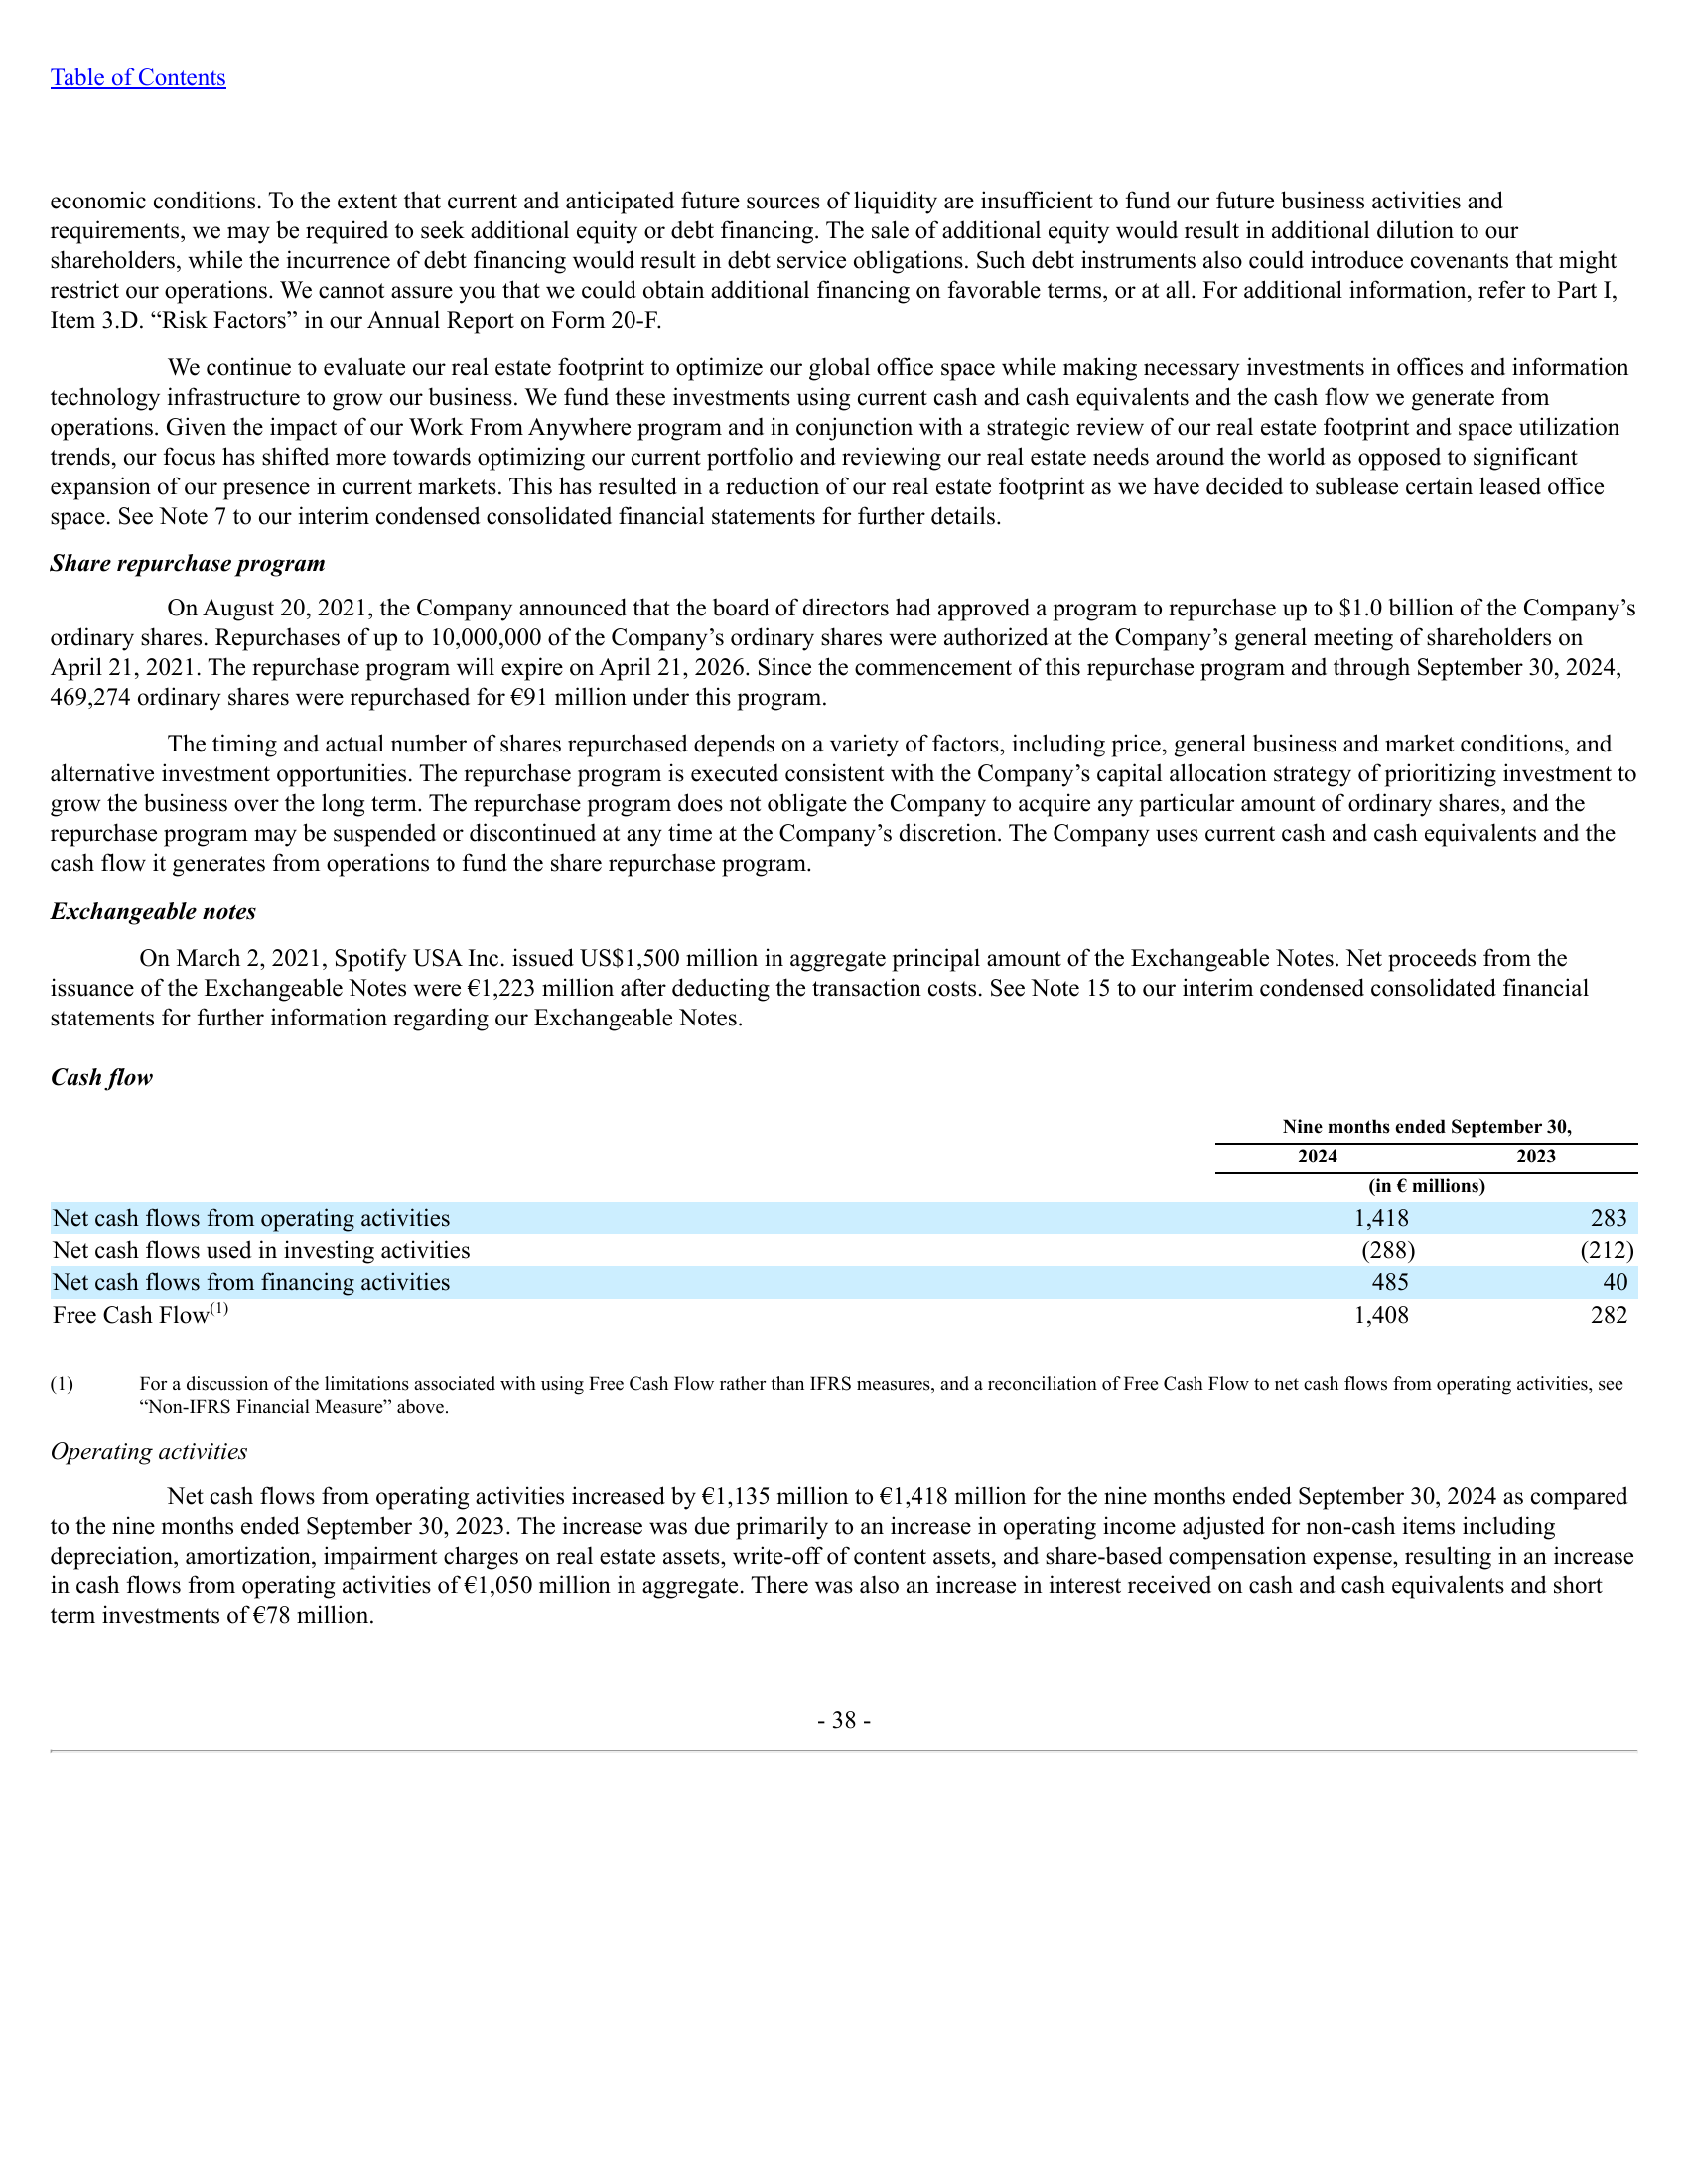 Table of Contents
economic conditions. To the extent that current and anticipated future sources of liquidity are insufficient to fund our future business activities and
requirements, we may be required to seek additional equity or debt financing. The sale of additional equity would result in additional dilution to our
shareholders, while the incurrence of debt financing would result in debt service obligations. Such debt instruments also could introduce covenants that might
restrict our operations. We cannot assure you that we could obtain additional financing on favorable terms, or at all. For additional information, refer to Part I,
Item 3.D. “Risk Factors” in our Annual Report on Form 20-F.
We continue to evaluate our real estate footprint to optimize our global office space while making necessary investments in offices and information
technology infrastructure to grow our business. We fund these investments using current cash and cash equivalents and the cash flow we generate from
operations. Given the impact of our Work From Anywhere program and in conjunction with a strategic review of our real estate footprint and space utilization
trends, our focus has shifted more towards optimizing our current portfolio and reviewing our real estate needs around the world as opposed to significant
expansion of our presence in current markets. This has resulted in a reduction of our real estate footprint as we have decided to sublease certain leased office
space. See Note 7 to our interim condensed consolidated financial statements for further details.
Share repurchase program
On August 20, 2021, the Company announced that the board of directors had approved a program to repurchase up to $1.0 billion of the Company’s
ordinary shares. Repurchases of up to 10,000,000 of the Company’s ordinary shares were authorized at the Company’s general meeting of shareholders on
April 21, 2021. The repurchase program will expire on April 21, 2026. Since the commencement of this repurchase program and through September 30, 2024,
469,274 ordinary shares were repurchased for €91 million under this program.
The timing and actual number of shares repurchased depends on a variety of factors, including price, general business and market conditions, and
alternative investment opportunities. The repurchase program is executed consistent with the Company’s capital allocation strategy of prioritizing investment to
grow the business over the long term. The repurchase program does not obligate the Company to acquire any particular amount of ordinary shares, and the
repurchase program may be suspended or discontinued at any time at the Company’s discretion. The Company uses current cash and cash equivalents and the
cash flow it generates from operations to fund the share repurchase program.
Exchangeable notes
On March 2, 2021, Spotify USA Inc. issued US$1,500 million in aggregate principal amount of the Exchangeable Notes. Net proceeds from the
issuance of the Exchangeable Notes were €1,223 million after deducting the transaction costs. See Note 15 to our interim condensed consolidated financial
statements for further information regarding our Exchangeable Notes.
Cash flow
Nine months ended September 30,
2024 2023
(in € millions)
Net cash flows from operating activities 1,418 283
Net cash flows used in investing activities (288) (212)
Net cash flows from financing activities 485 40
Free Cash Flow(1) 1,408 282
(1) For a discussion of the limitations associated with using Free Cash Flow rather than IFRS measures, and a reconciliation of Free Cash Flow to net cash flows from operating activities, see
“Non-IFRS Financial Measure” above.
Operating activities
Net cash flows from operating activities increased by €1,135 million to €1,418 million for the nine months ended September 30, 2024 as compared
to the nine months ended September 30, 2023. The increase was due primarily to an increase in operating income adjusted for non-cash items including
depreciation, amortization, impairment charges on real estate assets, write-off of content assets, and share-based compensation expense, resulting in an increase
in cash flows from operating activities of €1,050 million in aggregate. There was also an increase in interest received on cash and cash equivalents and short
term investments of €78 million.
- 38 -